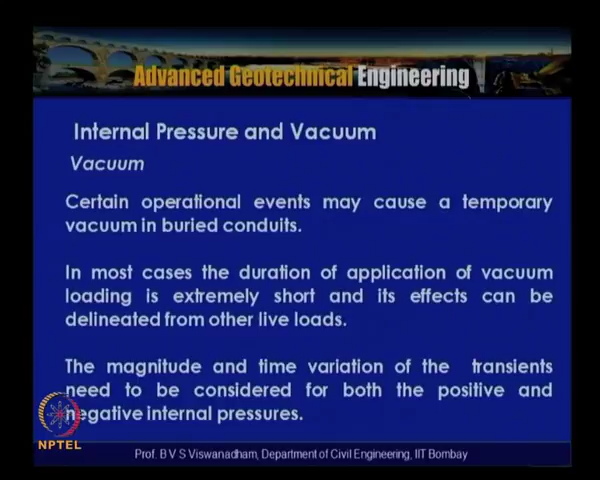 Advanced Geotechnical Engineering
Internal Pressure and Vacuum
Vacuum
Certain operational events may cause a temporary
vacuum in buried conduits.
In most cases the duration of application of vacuum
loading is extremely short and its effects can be
delineated from other live loads.
The magnitude and time variation of the transients
need to be considered for both the positive and
negative internal pressures.
NPTEL
Prof. B V S Viswanadham, Department of Civil Engineering, IIT Bombay